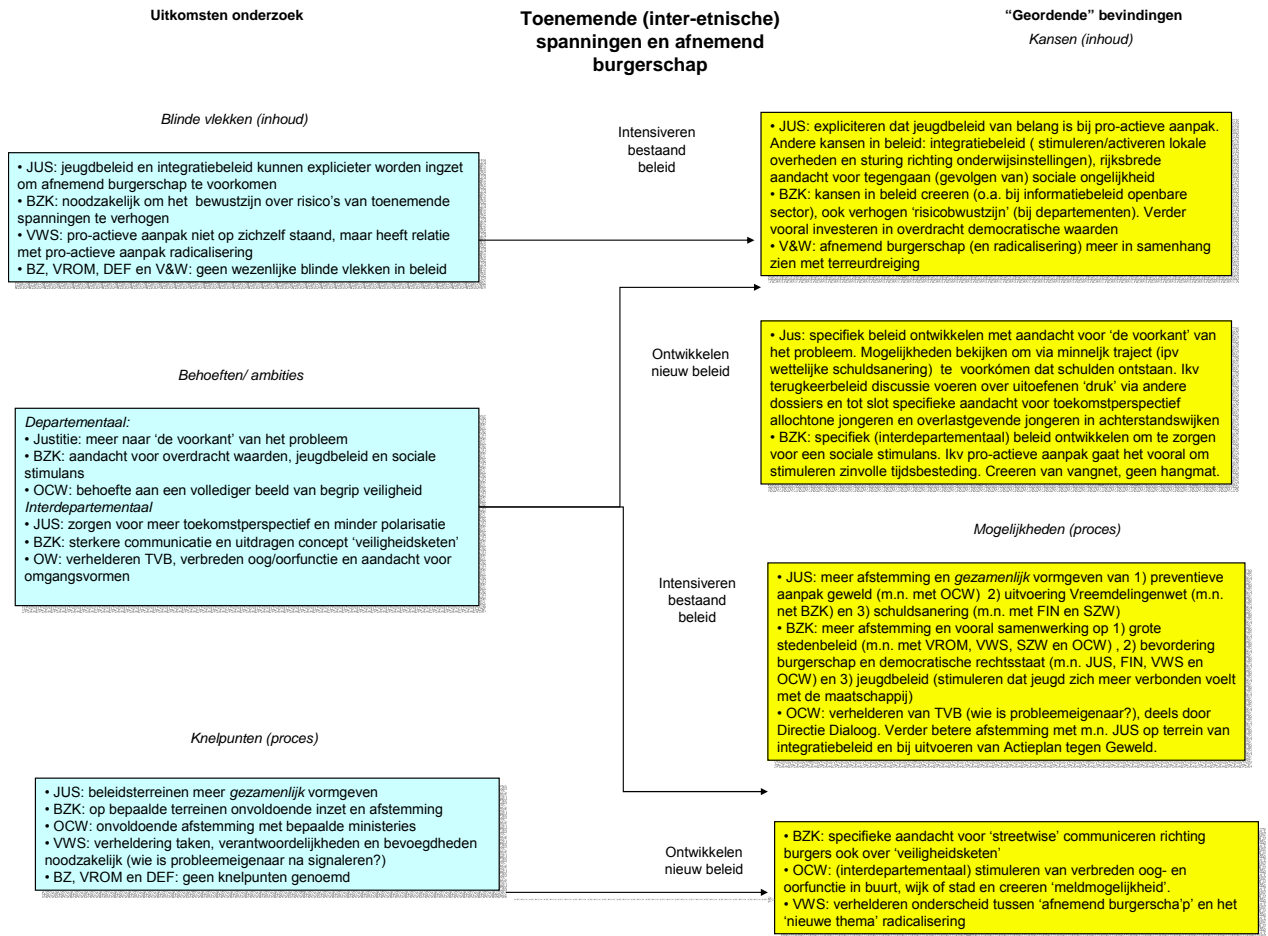 Uitkomsten onderzoek
Toenemende (inter-etnische)
spanningen en afnemend
burgerschap
“Geordende” bevindingen
Kansen (inhoud)
Blinde vlekken (inhoud)
• JUS: jeugdbeleid en integratiebeleid kunnen explicieter worden ingzet
om afnemend burgerschap te voorkomen
• BZK: noodzakelijk om het bewustzijn over risico’s van toenemende
spanningen te verhogen
• VWS: pro-actieve aanpak niet op zichzelf staand, maar heeft relatie
met pro-actieve aanpak radicalisering
• BZ, VROM, DEF en V&W: geen wezenlijke blinde vlekken in beleid
Intensiveren
bestaand
beleid
• JUS: expliciteren dat jeugdbeleid van belang is bij pro-actieve aanpak.
Andere kansen in beleid: integratiebeleid ( stimuleren/activeren lokale
overheden en sturing richting onderwijsinstellingen), rijksbrede
aandacht voor tegengaan (gevolgen van) sociale ongelijkheid
• BZK: kansen in beleid creeren (o.a. bij informatiebeleid openbare
sector), ook verhogen ‘risicobwustzijn’ (bij departementen). Verder
vooral investeren in overdracht democratische waarden
• V&W: afnemend burgerschap (en radicalisering) meer in samenhang
zien met terreurdreiging
Behoeften/ ambities
Departementaal:
• Justitie: meer naar ‘de voorkant’ van het probleem
• BZK: aandacht voor overdracht waarden, jeugdbeleid en sociale
stimulans
• OCW: behoefte aan een vollediger beeld van begrip veiligheid
Interdepartementaal
• JUS: zorgen voor meer toekomstperspectief en minder polarisatie
• BZK: sterkere communicatie en uitdragen concept ‘veiligheidsketen’
• OW: verhelderen TVB, verbreden oog/oorfunctie en aandacht voor
omgangsvormen
Ontwikkelen
nieuw beleid
• Jus: specifiek beleid ontwikkelen met aandacht voor ‘de voorkant’ van
het probleem. Mogelijkheden bekijken om via minneljk traject (ipv
wettelijke schuldsanering) te voorkómen dat schulden ontstaan. Ikv
terugkeerbeleid discussie voeren over uitoefenen ‘druk’ via andere
dossiers en tot slot specifieke aandacht voor toekomstperspectief
allochtone jongeren en overlastgevende jongeren in achterstandswijken
• BZK: specifiek (interdepartementaal) beleid ontwikkelen om te zorgen
voor een sociale stimulans. Ikv pro-actieve aanpak gaat het vooral om
stimuleren zinvolle tijdsbesteding. Creeren van vangnet, geen hangmat.
Mogelijkheden (proces)
Intensiveren
bestaand
beleid
• JUS: meer afstemming en gezamenlijk vormgeven van 1) preventieve
aanpak geweld (m.n. met OCW) 2) uitvoering Vreemdelingenwet (m.n.
net BZK) en 3) schuldsanering (m.n. met FIN en SZW)
• BZK: meer afstemming en vooral samenwerking op 1) grote
stedenbeleid (m.n. met VROM, VWS, SZW en OCW) , 2) bevordering
burgerschap en democratische rechtsstaat (m.n. JUS, FIN, VWS en
OCW) en 3) jeugdbeleid (stimuleren dat jeugd zich meer verbonden voelt
met de maatschappij)
• OCW: verhelderen van TVB (wie is probleemeigenaar?), deels door
Directie Dialoog. Verder betere afstemming met m.n. JUS op terrein van
integratiebeleid en bij uitvoeren van Actieplan tegen Geweld.
Knelpunten (proces)
• JUS: beleidsterreinen meer gezamenlijk vormgeven
• BZK: op bepaalde terreinen onvoldoende inzet en afstemming
• OCW: onvoldoende afstemming met bepaalde ministeries
• VWS: verheldering taken, verantwoordelijkheden en bevoegdheden
noodzakelijk (wie is probleemeigenaar na signaleren?)
• BZ, VROM en DEF: geen knelpunten genoemd
Ontwikkelen
nieuw beleid
• BZK: specifieke aandacht voor ‘streetwise’ communiceren richting
burgers ook over ‘veiligheidsketen’
• OCW: (interdepartementaal) stimuleren van verbreden oog- en
oorfunctie in buurt, wijk of stad en creeren ‘meldmogelijkheid’.
• VWS: verhelderen onderscheid tussen ‘afnemend burgerscha’p’ en het
‘nieuwe thema’ radicalisering